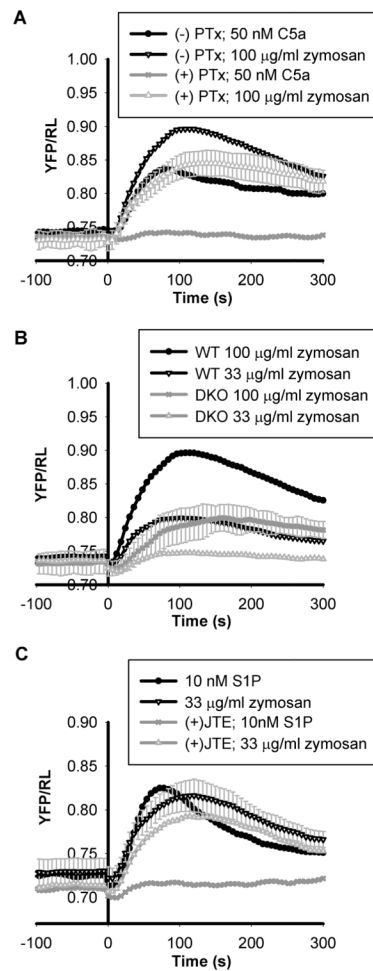 A
(-) PTx; 50 nM C5a
(-) PTx; 100 μg/ml zymosan
(+) PTx; 50 nM C5a
(+) PTx; 100 μg/ml zymosan
YFP/RL
1.00
0.95
0.90
0.85
0.80
0.75
0.70
-100 0 100 200 300
Time (s)
B
WT 100 μg/ml zymosan
WT 33 μg/ml zymosan
DKO 100 μg/ml zymosan
DKO 33 μg/ml zymosan
YFP/RL
1.00
0.95
0.90
0.85
0.80
0.75
0.70
-100 0 100 200 300
Time (s)
C
10 nM S1P
33 μg/ml zymosan
(+)JTE; 10nM S1P
(+)JTE; 33 μg/ml zymosan
YFP/RL
0.90
0.85
0.80
0.75
0.70
-100 0 100 200 300
Time (s)